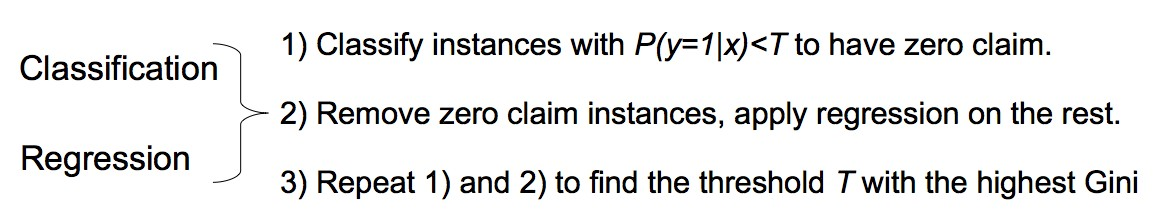 Classification
Regression
1) Classify instances with P(y=1|x)<T to have zero claim.
2) Remove zero claim instances, apply regression on the rest.
3) Repeat 1) and 2) to find the threshold T with the highest Gini